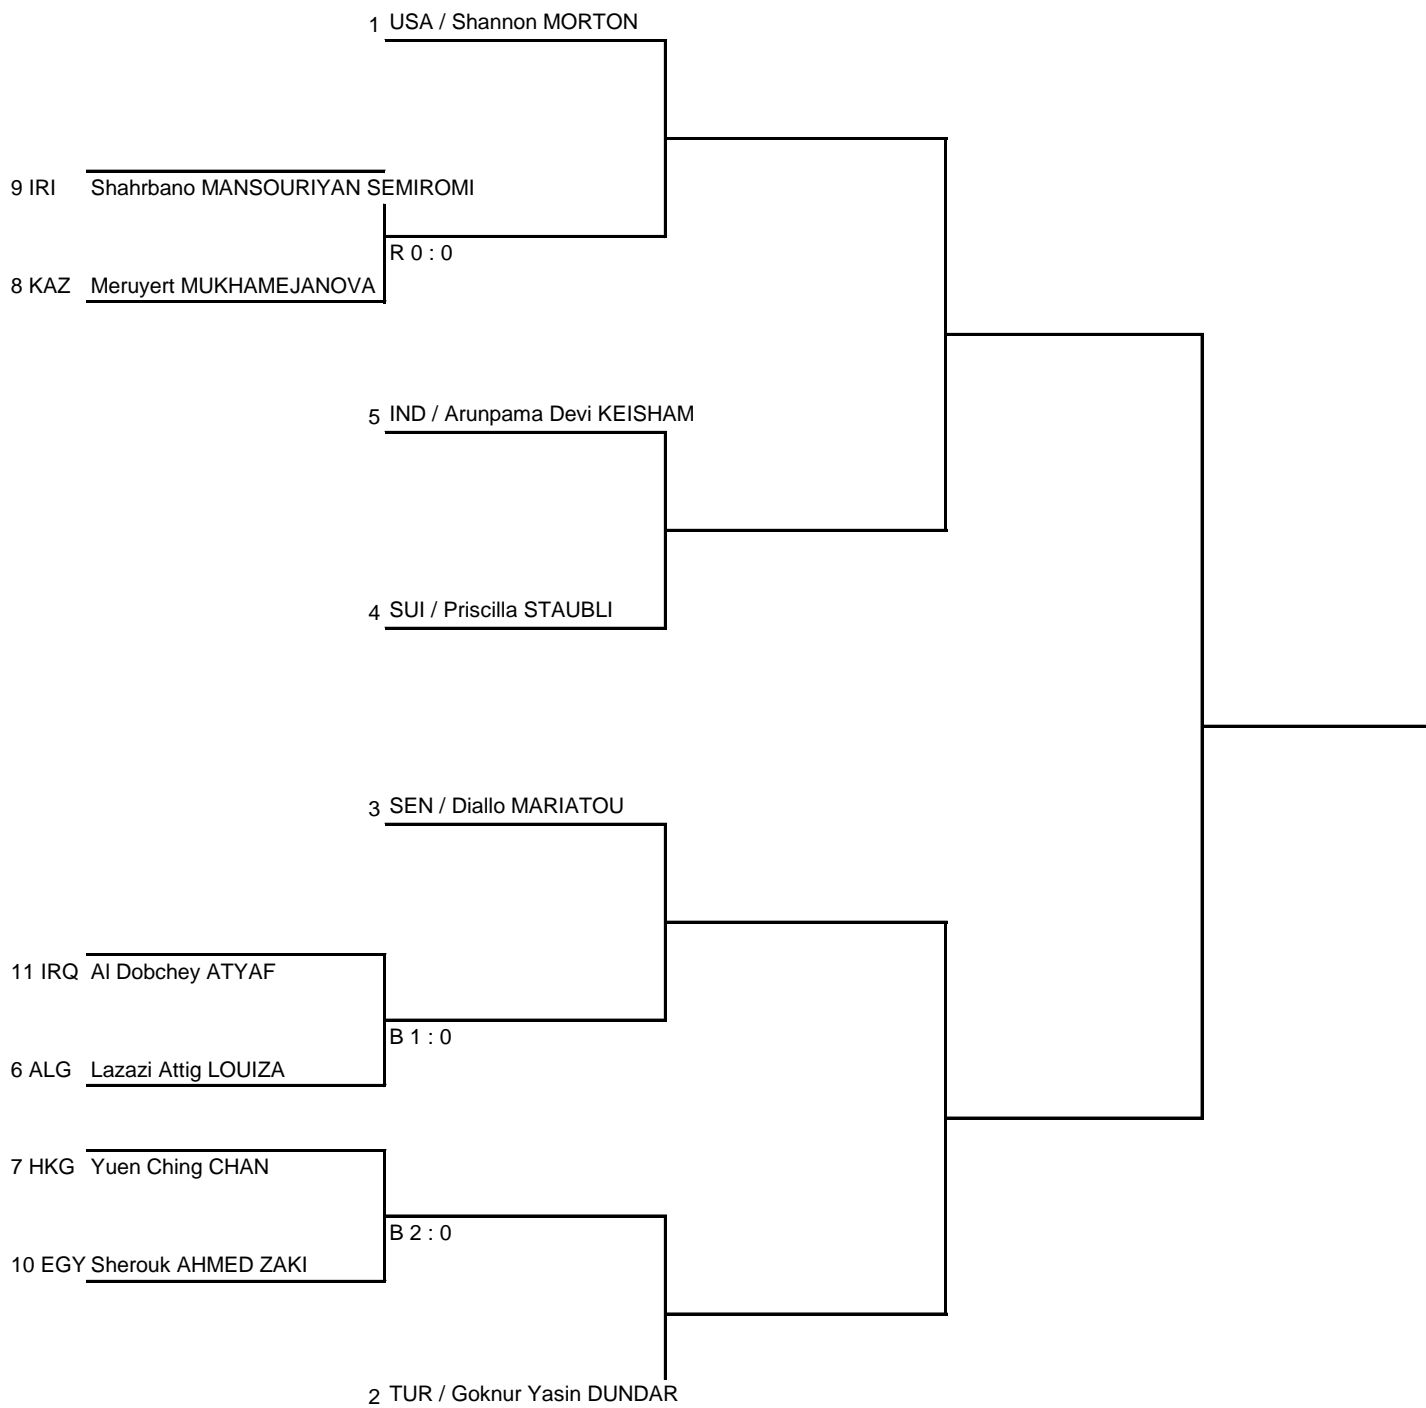 1 USA / Shannon MORTON
9 IRI Shahrbano MANSOURIYAN SEMIROMI
R 0 : 0
8 KAZ Meruyert MUKHAMEJANOVA
5 IND / Arunpama Devi KEISHAM
4 SUI / Priscilla STAUBLI
3 SEN / Diallo MARIATOU
11 IRQ Al Dobchey ATYAF
B 1 : 0
6 ALG Lazazi Attig LOUIZA
7 HKG Yuen Ching CHAN
B 2 : 0
10 EGY Sherouk AHMED ZAKI
2 TUR / Goknur Yasin DUNDAR